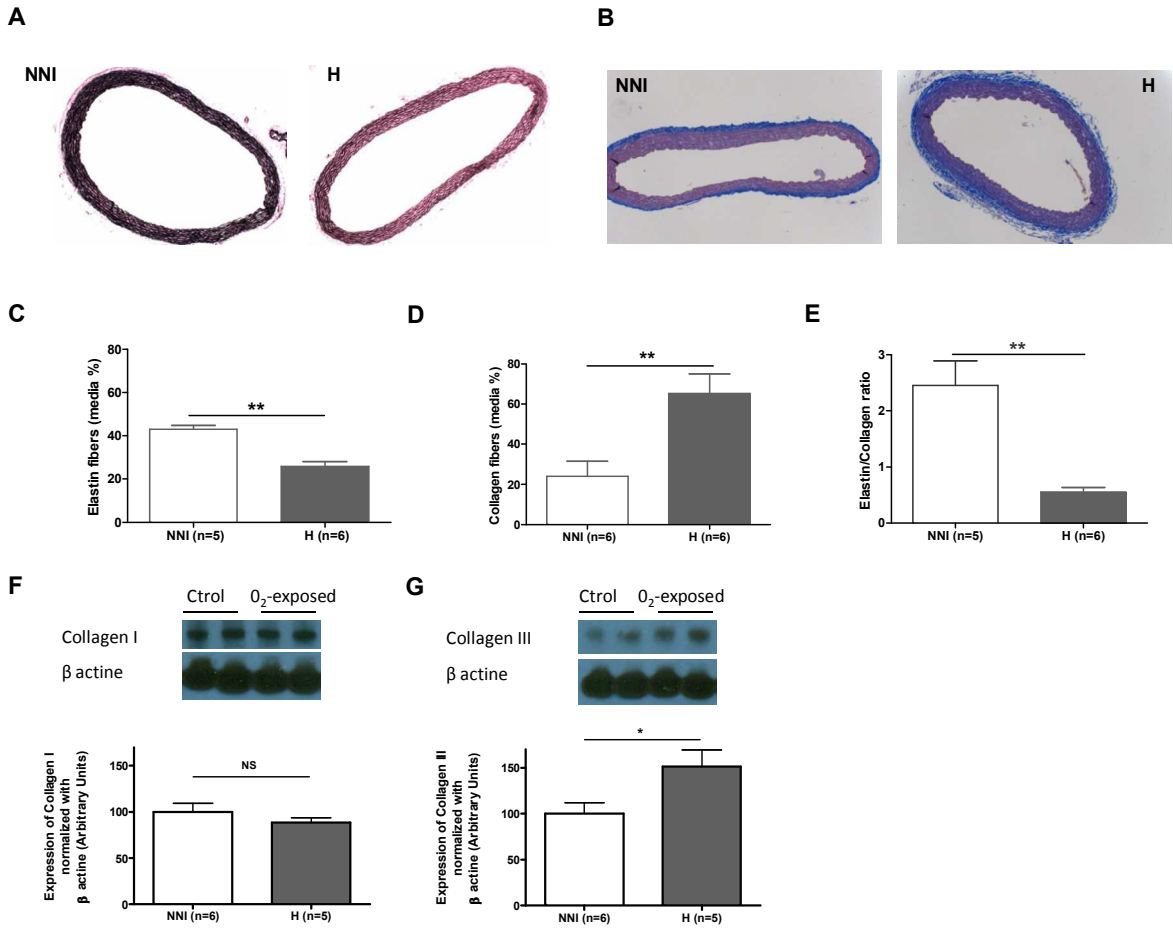 A
B
NNI
H
NNI
H
C
D
E
Elastin fibers (media %)
80
60
40
20
0
**
NNI (n=5)
H (n=6)
Collagen fibers (media %)
80
60
40
20
0
**
NNI (n=6)
H (n=6)
Elastin/Collagen ratio
3
2
1
0
**
NNI (n=5)
H (n=6)
F
Ctrol
0₂-exposed
Collagen I
β actine
Expression of Collagen I
normalized with
β actine (Arbitrary Units)
150
100
50
0
NS
NNI (n=6)
H (n=5)
G
Ctrol
0₂-exposed
Collagen III
β actine
Expression of Collagen III
normalized with
β actine (Arbitrary Units)
150
100
50
0
*
NNI (n=6)
H (n=5)